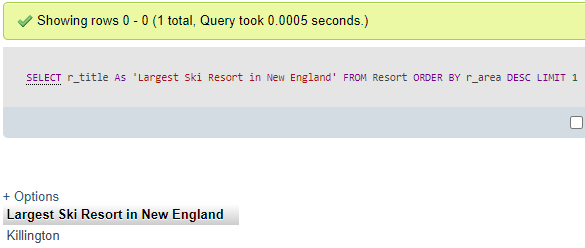 Showing rows 0 - 0 (1 total, Query took 0.0005 seconds.)
SELECT r_title As 'Largest Ski Resort in New England' FROM Resort ORDER BY r_area DESC LIMIT 1
+ Options
Largest Ski Resort in New England
Killington